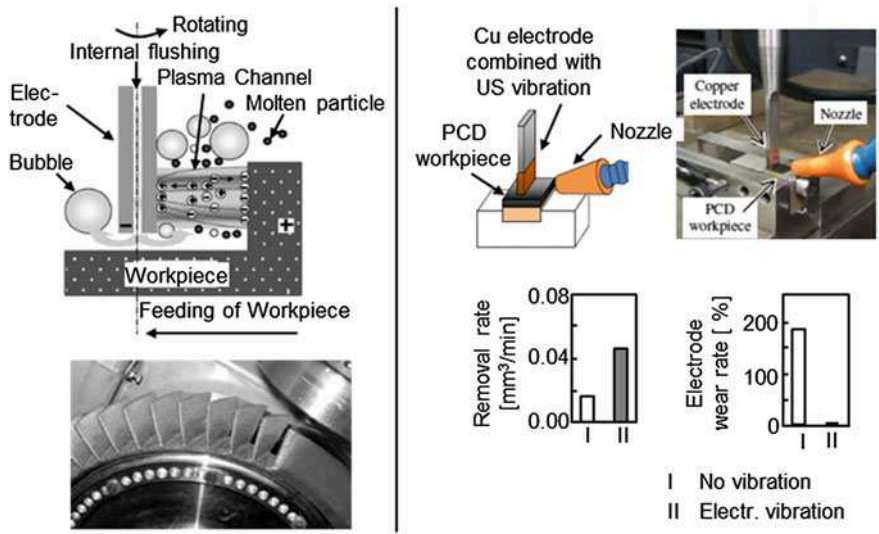 Rotating
Internal flushing
Plasma Channel
Elec-
trode
Molten particle
Bubble
Workpiece
Feeding of Workpiece
Cu electrode
combined with
US vibration
PCD
workpiece
Nozzle
Copper
electrode
Nozzle
PCD
workpiece
Removal rate
[mm³/min]
0.08
0.04
0.00
I II
Electrode
wear rate [ %]
200
100
0
I II
I No vibration
II Electr. vibration